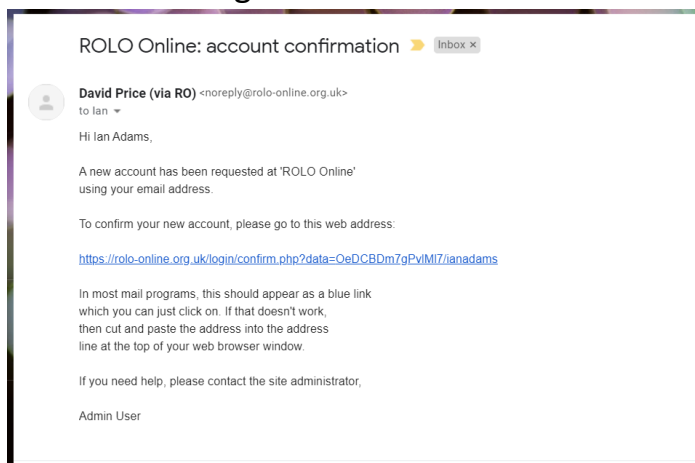 ROLO Online: account confirmation Inbox ×
David Price (via RO) <noreply@rolo-online.org.uk>
to Ian
Hi Ian Adams,
A new account has been requested at 'ROLO Online'
using your email address.
To confirm your new account, please go to this web address:
https://rolo-online.org.uk/login/confirm.php?data=OeDCBDm7gPvlMl7/ianadams
In most mail programs, this should appear as a blue link
which you can just click on. If that doesn't work,
then cut and paste the address into the address
line at the top of your web browser window.
If you need help, please contact the site administrator,
Admin User